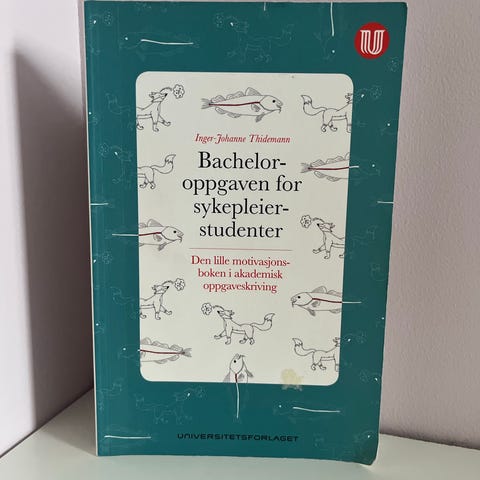 U
Inger-Johanne Thidemann
Bachelor-
oppgaven for
sykepleier-
studenter
Den lille motivasjons-
boken i akademisk
oppgaveskriving
UNIVERSITETSFORLAGET